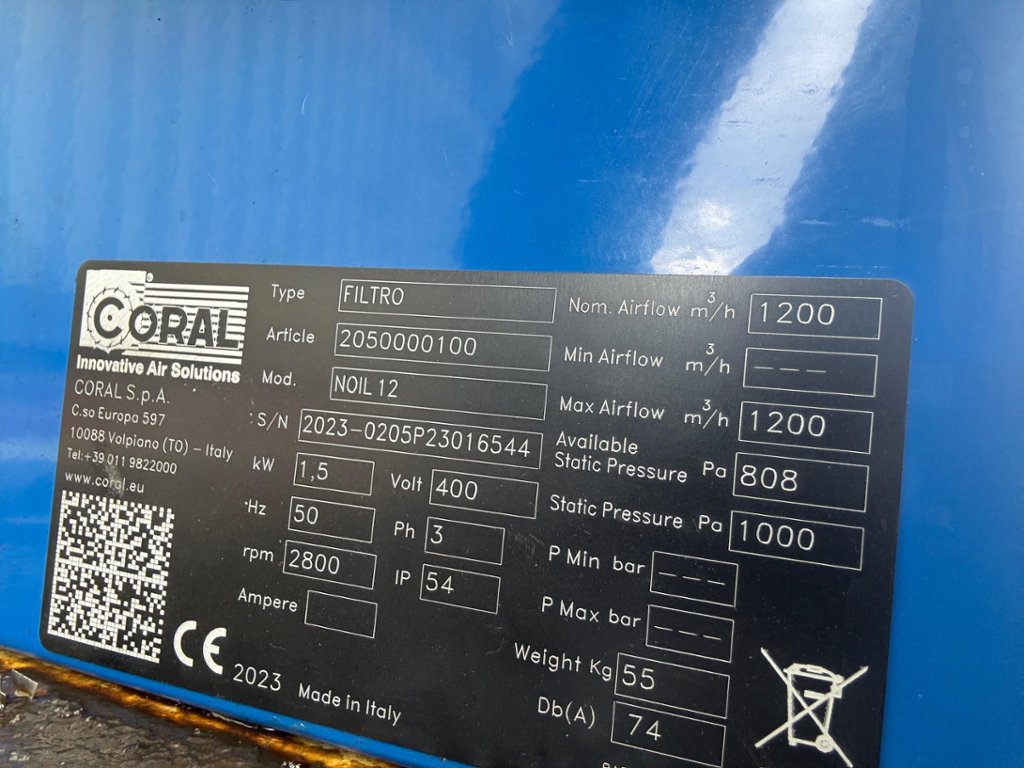 CORAL
Innovative Air Solutions
CORAL S.p.A.
C.so Europa 597
10088 Volpiano (TO) – Italy
Tel:+39 011 9822000
www.coral.eu
CE 2023 Made in Italy
Type FILTRO
Article 2050000100
Mod. NOIL 12
S/N 2023-0205P23016544
kW 1,5 Volt 400
Hz 50 Ph 3
rpm 2800 IP 54
Ampere
Nom. Airflow m³/h 1200
Min Airflow m³/h ---
Max Airflow m³/h 1200
Available
Static Pressure Pa 808
Static Pressure Pa 1000
P Min bar ---
P Max bar ---
Weight Kg 55
Db(A) 74